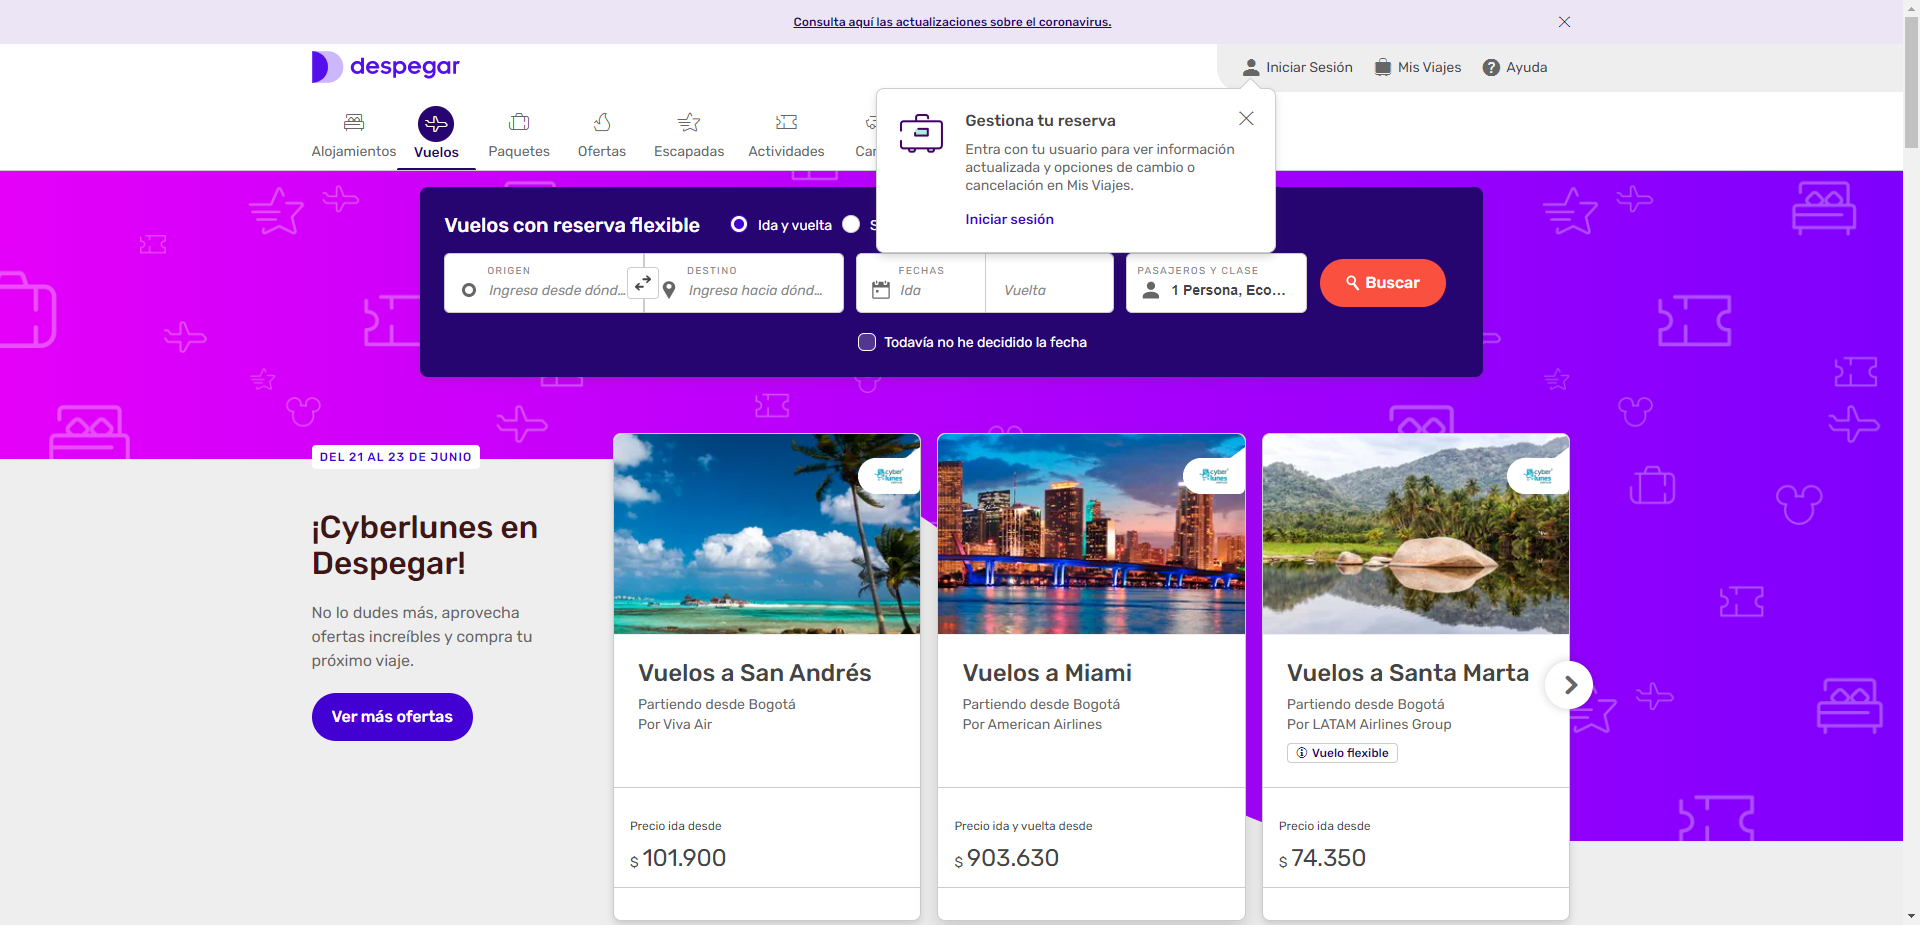 Consulta aquí las actualizaciones sobre el coronavirus.
despegar
Iniciar Sesión
Mis Viajes
Ayuda
Alojamientos
Vuelos
Paquetes
Ofertas
Escapadas
Actividades
Gestiona tu reserva
Entra con tu usuario para ver información
actualizada y opciones de cambio o
cancelación en Mis Viajes.
Iniciar sesión
Vuelos con reserva flexible
Ida y vuelta
ORIGEN
Ingresa desde dónd...
DESTINO
Ingresa hacia dónd...
FECHAS
Ida
Vuelta
PASAJEROS Y CLASE
1 Persona, Eco...
Buscar
Todavía no he decidido la fecha
DEL 21 AL 23 DE JUNIO
¡Cyberlunes en
Despegar!
No lo dudes más, aprovecha
ofertas increíbles y compra tu
próximo viaje.
Ver más ofertas
cyber
lunes
Vuelos a San Andrés
Partiendo desde Bogotá
Por Viva Air
Precio ida desde
$ 101.900
cyber
lunes
Vuelos a Miami
Partiendo desde Bogotá
Por American Airlines
Precio ida y vuelta desde
$ 903.630
cyber
lunes
Vuelos a Santa Marta
Partiendo desde Bogotá
Por LATAM Airlines Group
Vuelo flexible
Precio ida desde
$ 74.350